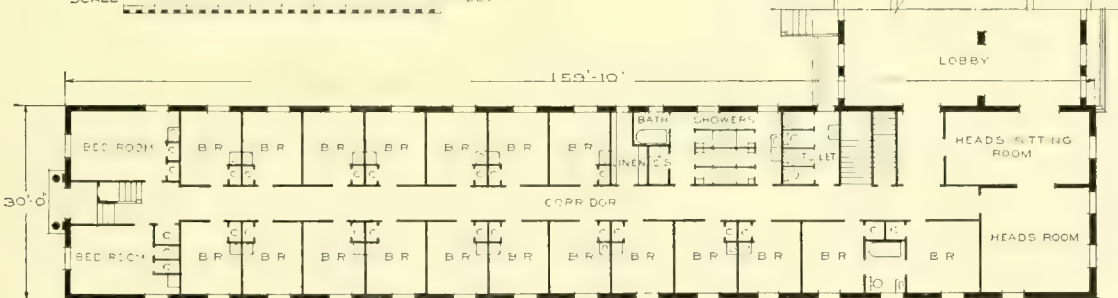 SCALE
159'-10"
LOBBY
BED ROOM C C B R C C B R B R C C B R B R C C B R B R C BATH SHOWERS
LINENS TOILET HEADS SITTING
ROOM
30'-0"
CORRIDOR
BED ROOM C C C B R C C B R B R C C B R B R C C B R B R C C B R B R C C B R B R C C B R HEADS ROOM